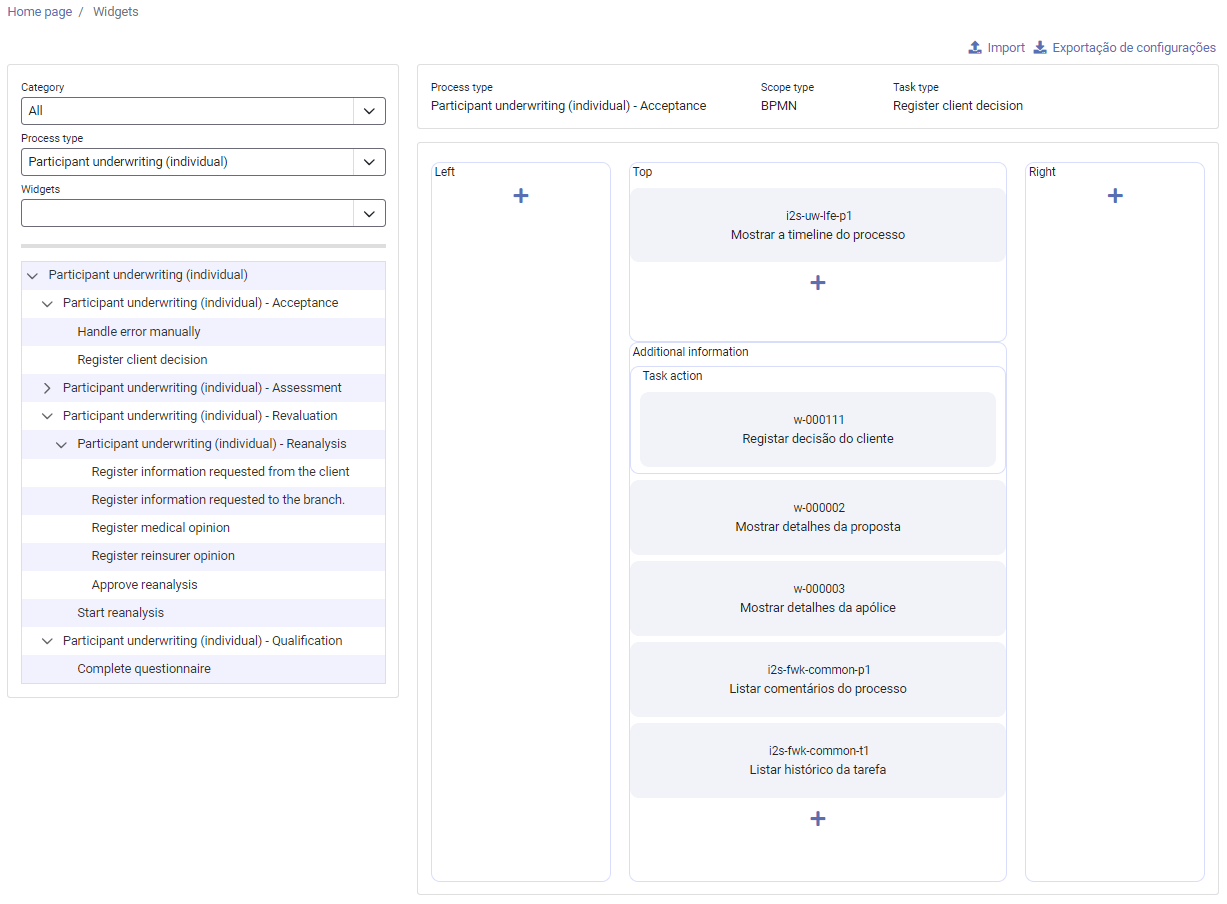 Home page / Widgets
Import Exportação de configurações
Category
All
Process type
Participant underwriting (individual)
Widgets
Participant underwriting (individual)
Participant underwriting (individual) - Acceptance
Handle error manually
Register client decision
Participant underwriting (individual) - Assessment
Participant underwriting (individual) - Revaluation
Participant underwriting (individual) - Reanalysis
Register information requested from the client
Register information requested to the branch.
Register medical opinion
Register reinsurer opinion
Approve reanalysis
Start reanalysis
Participant underwriting (individual) - Qualification
Complete questionnaire
Process type
Participant underwriting (individual) - Acceptance
Scope type
BPMN
Task type
Register client decision
Left
Top
i2s-uw-lfe-p1
Mostrar a timeline do processo
Additional information
Task action
w-000111
Registar decisão do cliente
w-000002
Mostrar detalhes da proposta
w-000003
Mostrar detalhes da apólice
i2s-fwk-common-p1
Listar comentários do processo
i2s-fwk-common-t1
Listar histórico da tarefa
Right